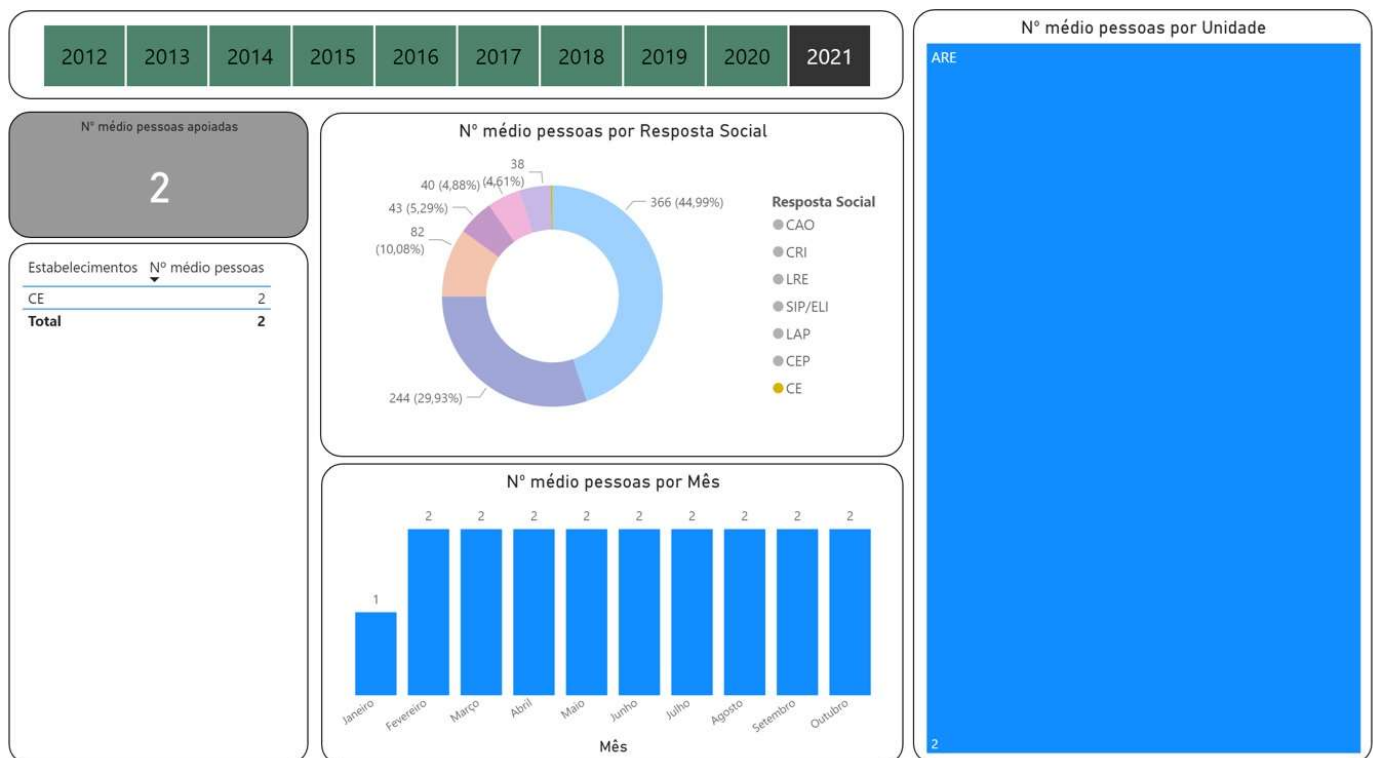 2012 2013 2014 2015 2016 2017 2018 2019 2020 2021
Nº médio pessoas apoiadas
2
Estabelecimentos Nº médio pessoas
CE 2
Total 2
Nº médio pessoas por Resposta Social
38
(4,61%)
40 (4,88%)
43 (5,29%)
82
(10,08%)
244 (29,93%)
366 (44,99%)
Resposta Social
CAO
CRI
LRE
SIP/ELI
LAP
CEP
CE
Nº médio pessoas por Mês
1 2 2 2 2 2 2 2 2 2
Janeiro Fevereiro Março Abril Maio Junho Julho Agosto Setembro Outubro
Mês
Nº médio pessoas por Unidade
ARE
2